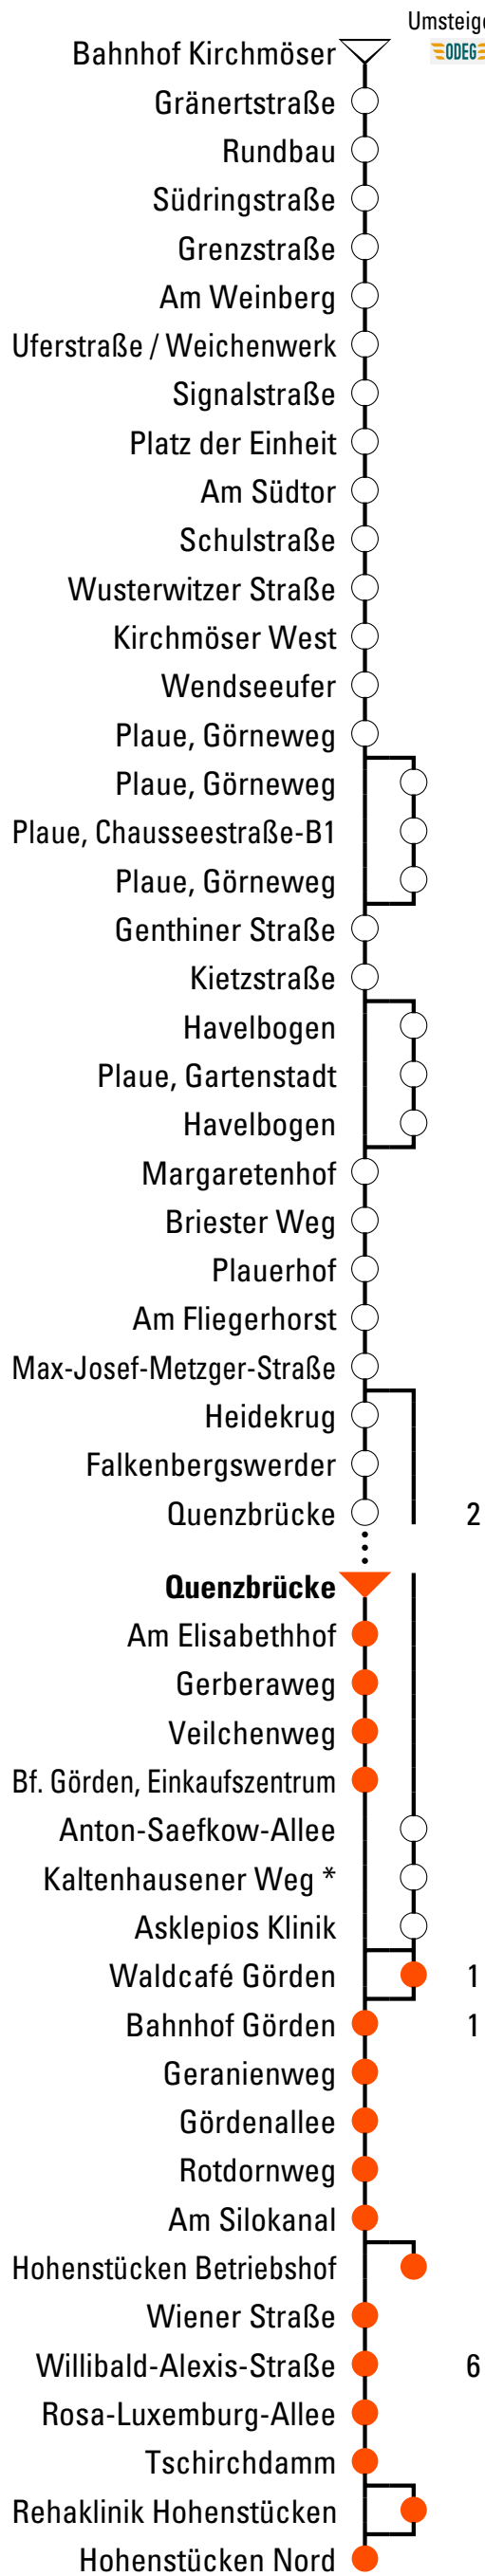 Umsteige
Bahnhof Kirchmöser
ODEG
Gränertstraße
Rundbau
Südringstraße
Grenzstraße
Am Weinberg
Uferstraße / Weichenwerk
Signalstraße
Platz der Einheit
Am Südtor
Schulstraße
Wusterwitzer Straße
Kirchmöser West
Wendseeufer
Plaue, Görneweg
Plaue, Görneweg
Plaue, Chausseestraße-B1
Plaue, Görneweg
Genthiner Straße
Kietzstraße
Havelbogen
Plaue, Gartenstadt
Havelbogen
Margaretenhof
Briester Weg
Plauerhof
Am Fliegerhorst
Max-Josef-Metzger-Straße
Heidekrug
Falkenbergswerder
Quenzbrücke 2
Quenzbrücke
Am Elisabethhof
Gerberaweg
Veilchenweg
Bf. Görden, Einkaufszentrum
Anton-Saefkow-Allee
Kaltenhausener Weg *
Asklepios Klinik
Waldcafé Görden 1
Bahnhof Görden 1
Geranienweg
Gördenallee
Rotdornweg
Am Silokanal
Hohenstücken Betriebshof
Wiener Straße
Willibald-Alexis-Straße 6
Rosa-Luxemburg-Allee
Tschirchdamm
Rehaklinik Hohenstücken
Hohenstücken Nord